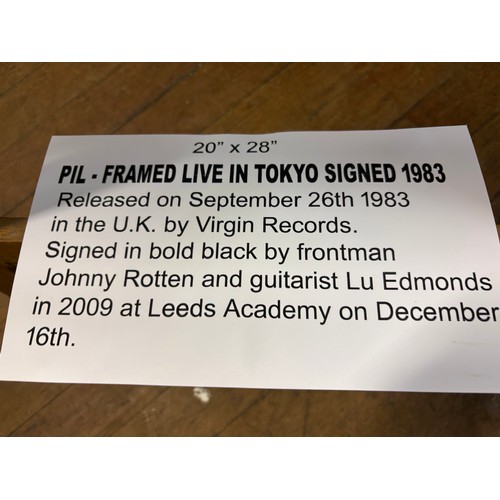 20” x 28”
PIL - FRAMED LIVE IN TOKYO SIGNED 1983
Released on September 26th 1983
in the U.K. by Virgin Records.
Signed in bold black by frontman
Johnny Rotten and guitarist Lu Edmonds
in 2009 at Leeds Academy on December
16th.